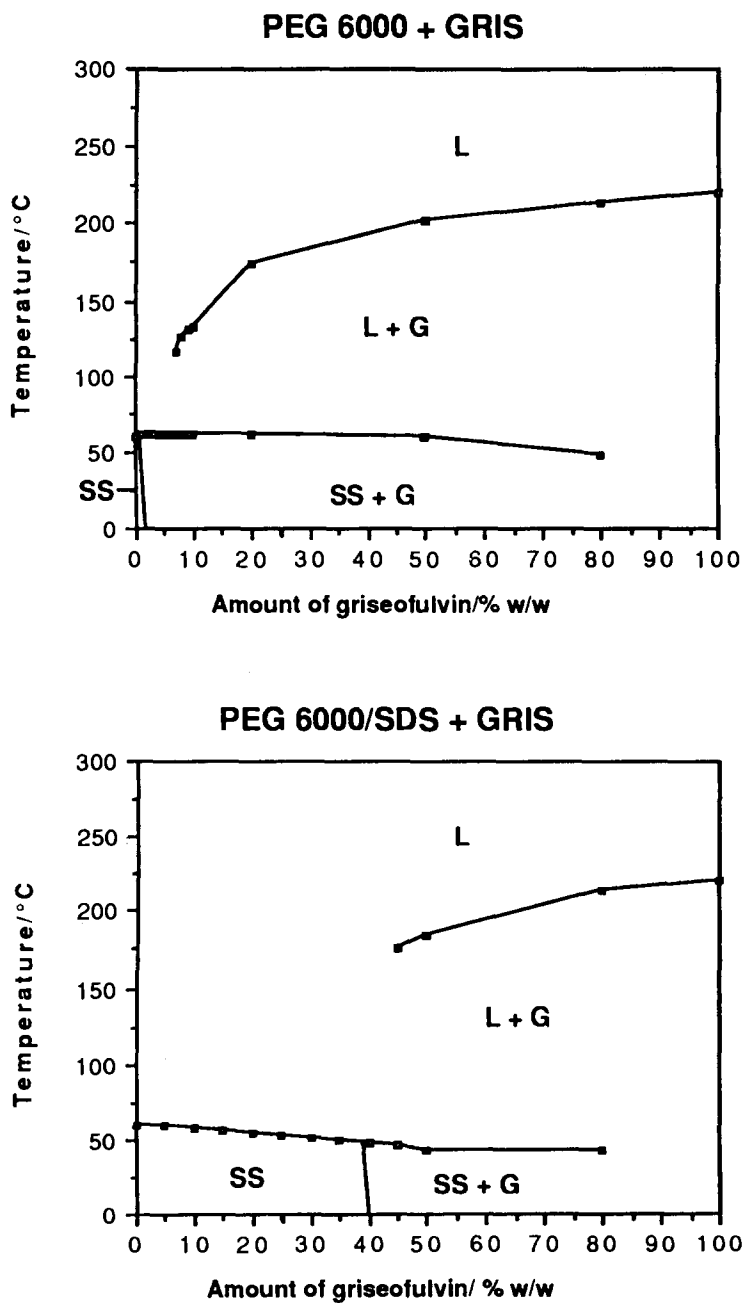 PEG 6000 + GRIS
300
250
200
150
100
50
0
Temperature/°C
L
L + G
SS
SS + G
0 10 20 30 40 50 60 70 80 90 100
Amount of griseofulvin/% w/w
PEG 6000/SDS + GRIS
300
250
200
150
100
50
0
Temperature/°C
L
L + G
SS
SS + G
0 10 20 30 40 50 60 70 80 90 100
Amount of griseofulvin/ % w/w